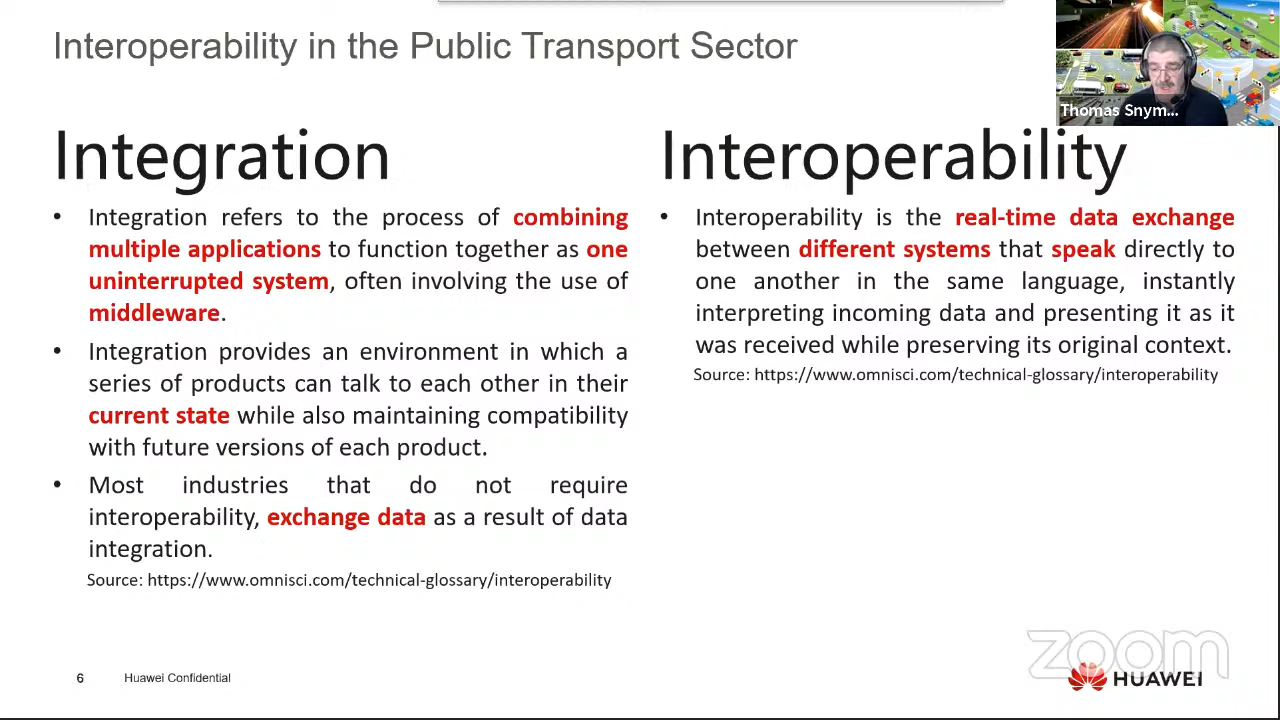 Interoperability in the Public Transport Sector
Thomas Snym...
Integration
• Integration refers to the process of combining
multiple applications to function together as one
uninterrupted system, often involving the use of
middleware.
• Integration provides an environment in which a
series of products can talk to each other in their
current state while also maintaining compatibility
with future versions of each product.
• Most industries that do not require
interoperability, exchange data as a result of data
integration.
Source: https://www.omnisci.com/technical-glossary/interoperability
Interoperability
• Interoperability is the real-time data exchange
between different systems that speak directly to
one another in the same language, instantly
interpreting incoming data and presenting it as it
was received while preserving its original context.
Source: https://www.omnisci.com/technical-glossary/interoperability
6 Huawei Confidential
zoom
HUAWEI